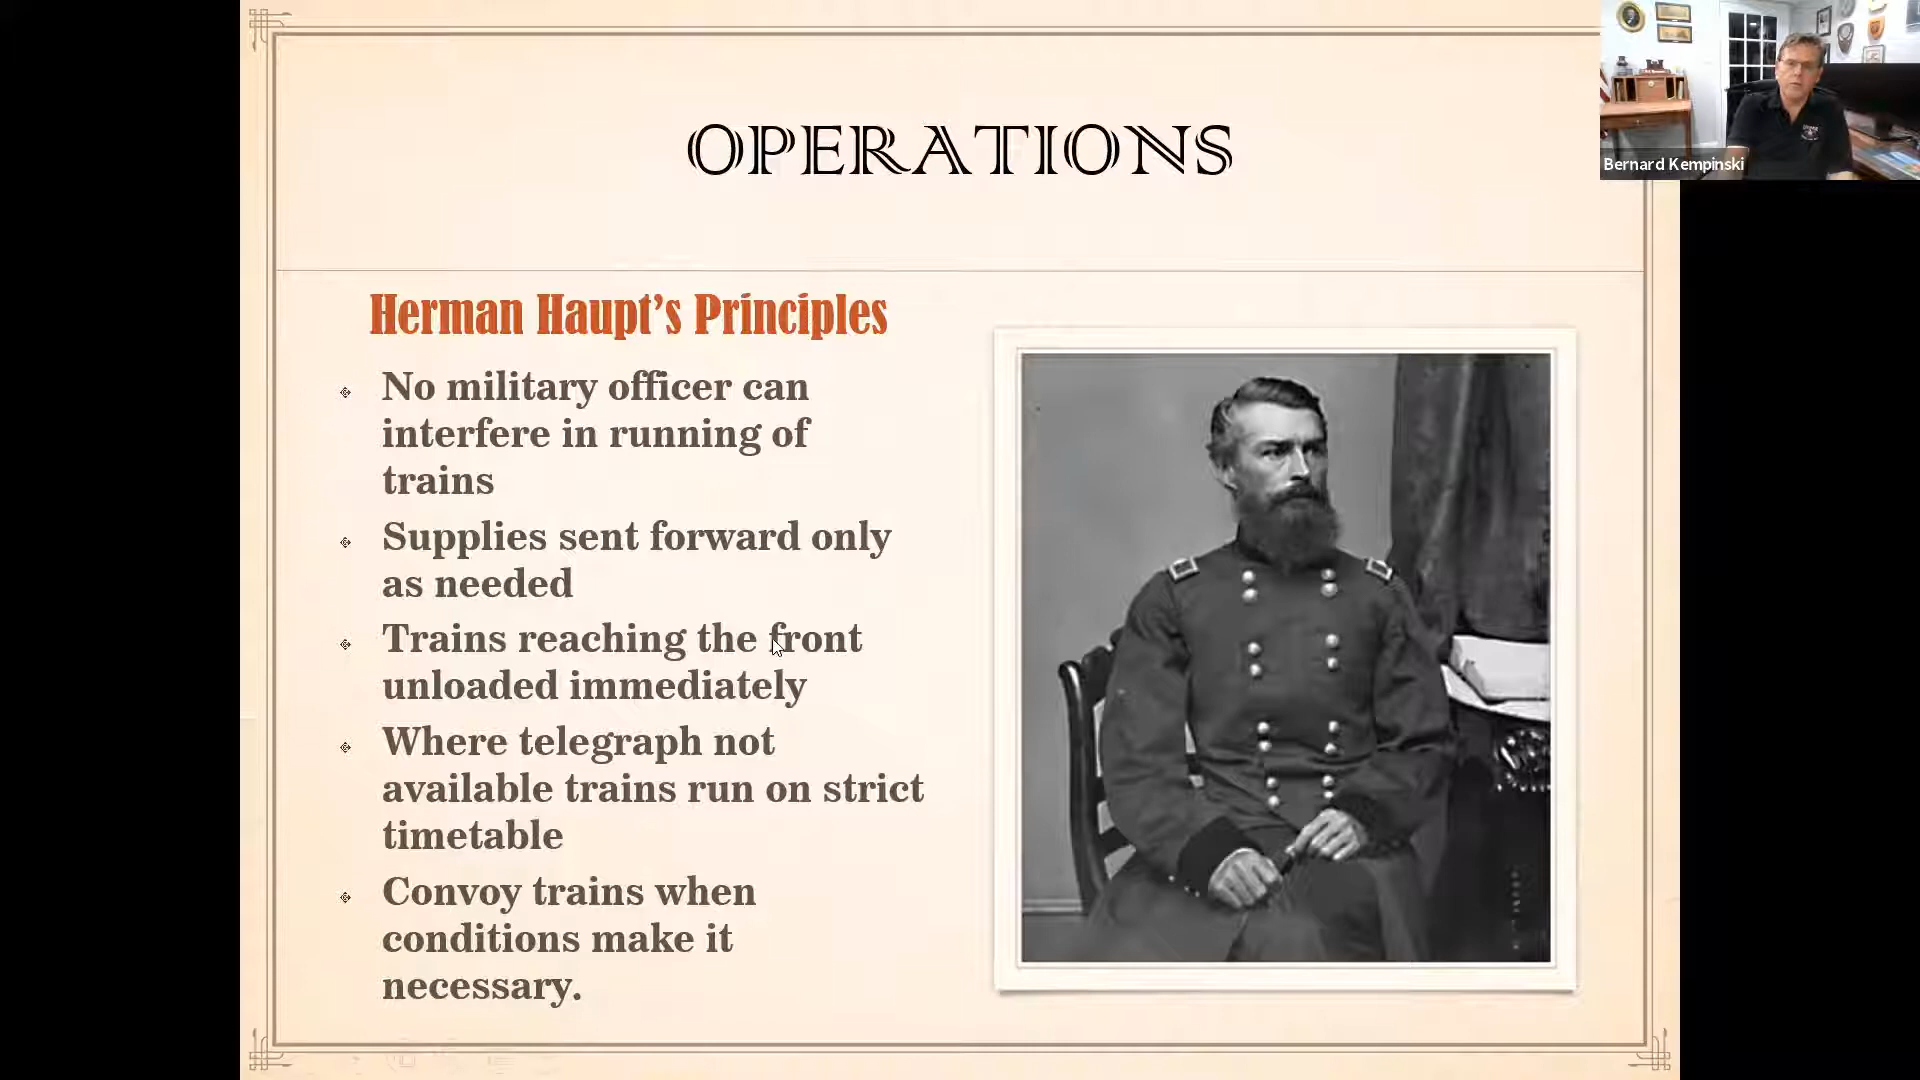 OPERATIONS
Bernard Kempinski
Herman Haupt's Principles
No military officer can
interfere in running of
trains
Supplies sent forward only
as needed
Trains reaching the front
unloaded immediately
Where telegraph not
available trains run on strict
timetable
Convoy trains when
conditions make it
necessary.